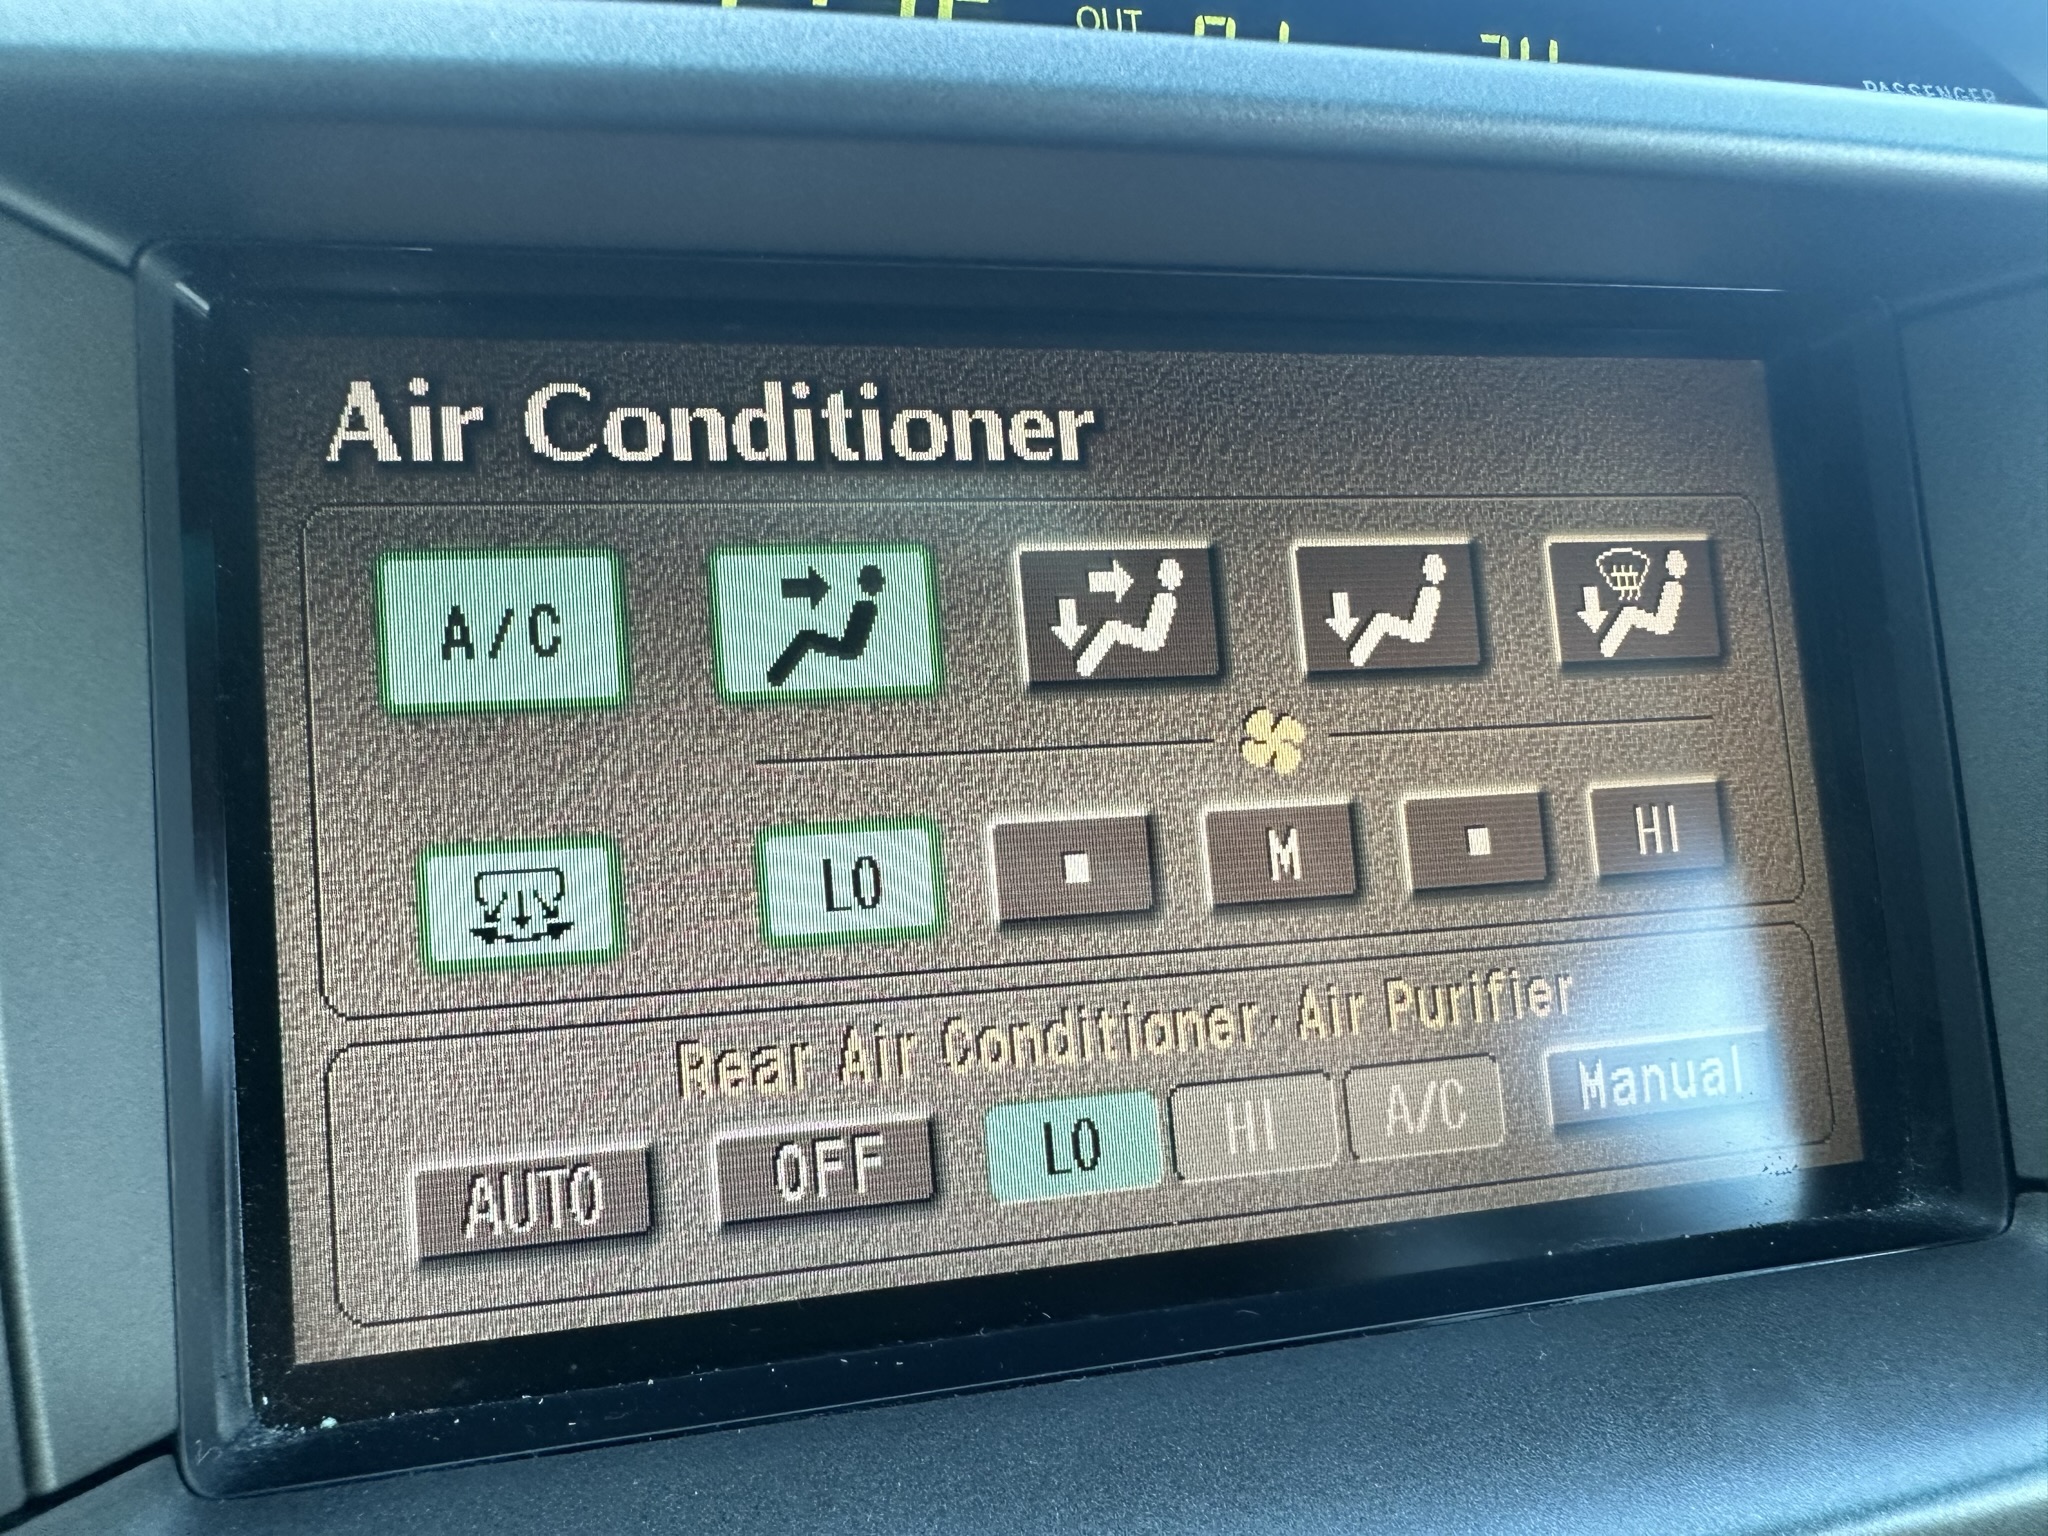 OUT
PASSENGER
Air Conditioner
A/C
LO M HI
Rear Air Conditioner · Air Purifier
AUTO OFF LO HI A/C Manual